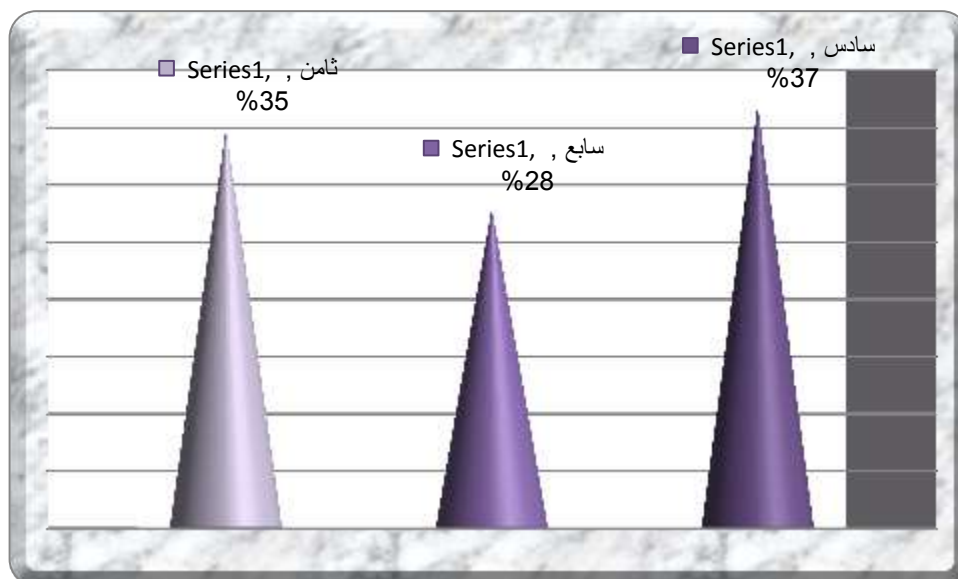 Series1, , سادس
%37
Series1, , ثامن
%35
Series1, , سابع
%28